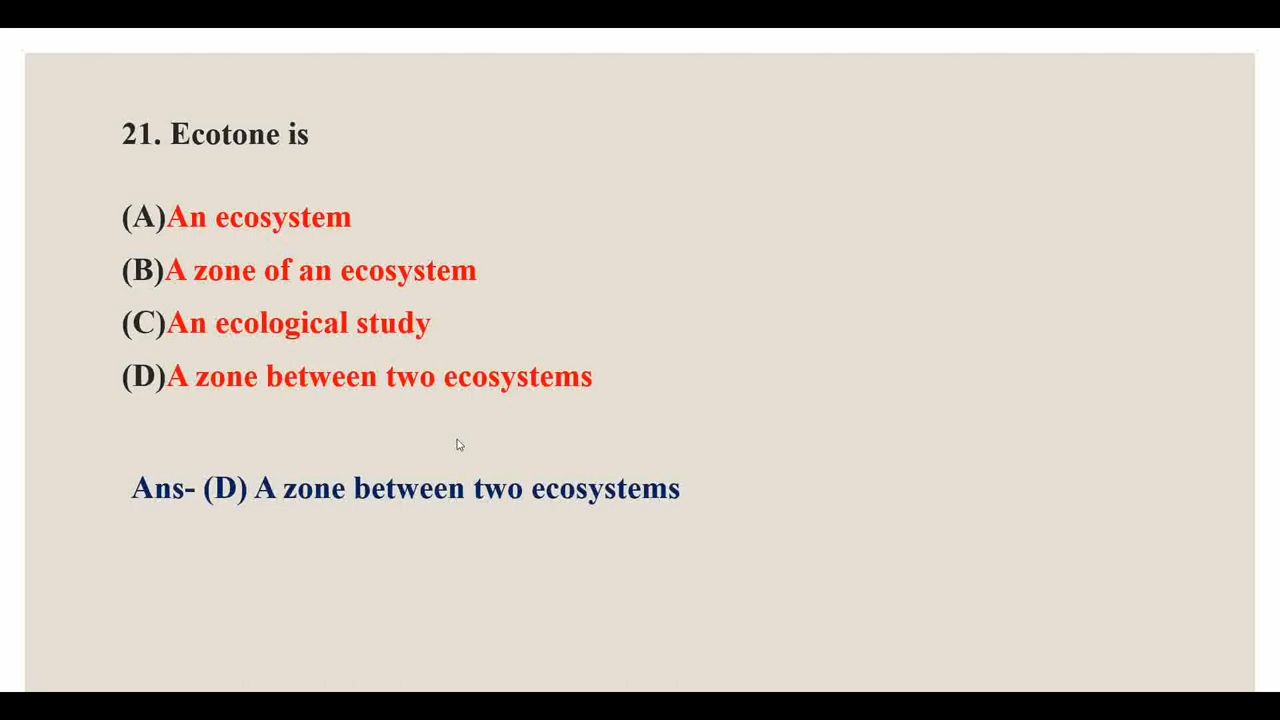 21. Ecotone is
(A)An ecosystem
(B)A zone of an ecosystem
(C)An ecological study
(D)A zone between two ecosystems
Ans- (D) A zone between two ecosystems